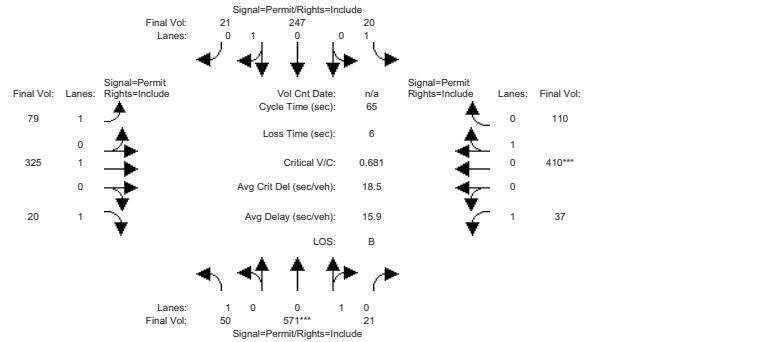 Signal=Permit/Rights=Include
Final Vol: 21 247 20
Lanes: 0 1 0 0 1
Signal=Permit Signal=Permit
Final Vol: Lanes: Rights=Include Vol Cnt Date: n/a Rights=Include Lanes: Final Vol:
Cycle Time (sec): 65
79 1 0 110
Loss Time (sec): 6
0 1
325 1 Critical V/C: 0.681 0 410***
0 Avg Crit Del (sec/veh): 18.5 0
20 1 Avg Delay (sec/veh): 15.9 1 37
LOS: B
Lanes: 1 0 0 1 0
Final Vol: 50 571*** 21
Signal=Permit/Rights=Include